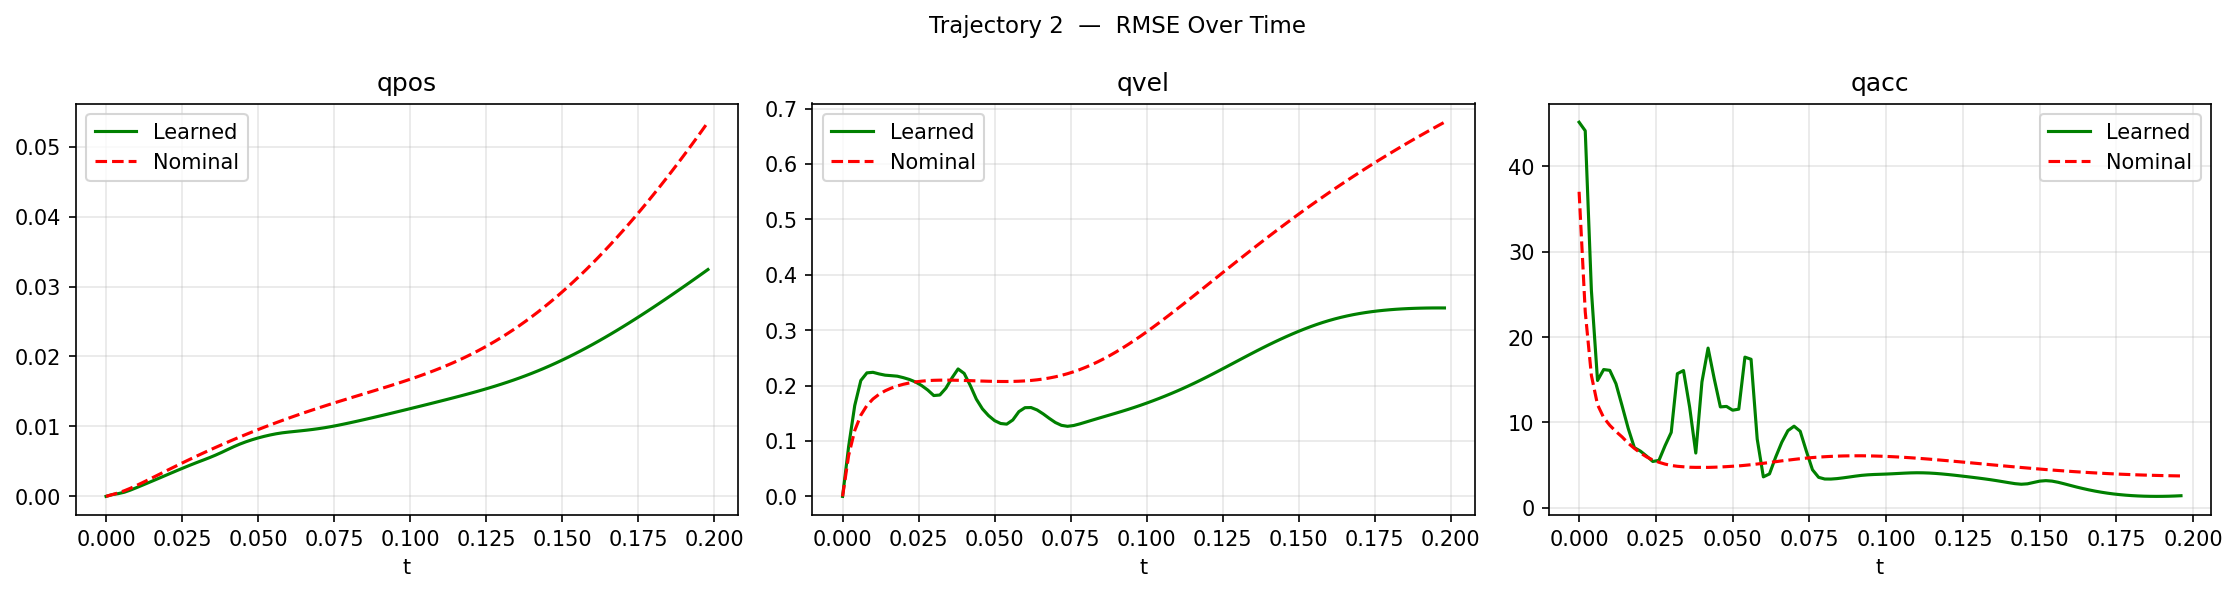 Trajectory 2 — RMSE Over Time
qpos
Learned
Nominal
0.05
0.04
0.03
0.02
0.01
0.00
0.000 0.025 0.050 0.075 0.100 0.125 0.150 0.175 0.200
t
qvel
Learned
Nominal
0.7
0.6
0.5
0.4
0.3
0.2
0.1
0.0
0.000 0.025 0.050 0.075 0.100 0.125 0.150 0.175 0.200
t
qacc
Learned
Nominal
40
30
20
10
0
0.000 0.025 0.050 0.075 0.100 0.125 0.150 0.175 0.200
t